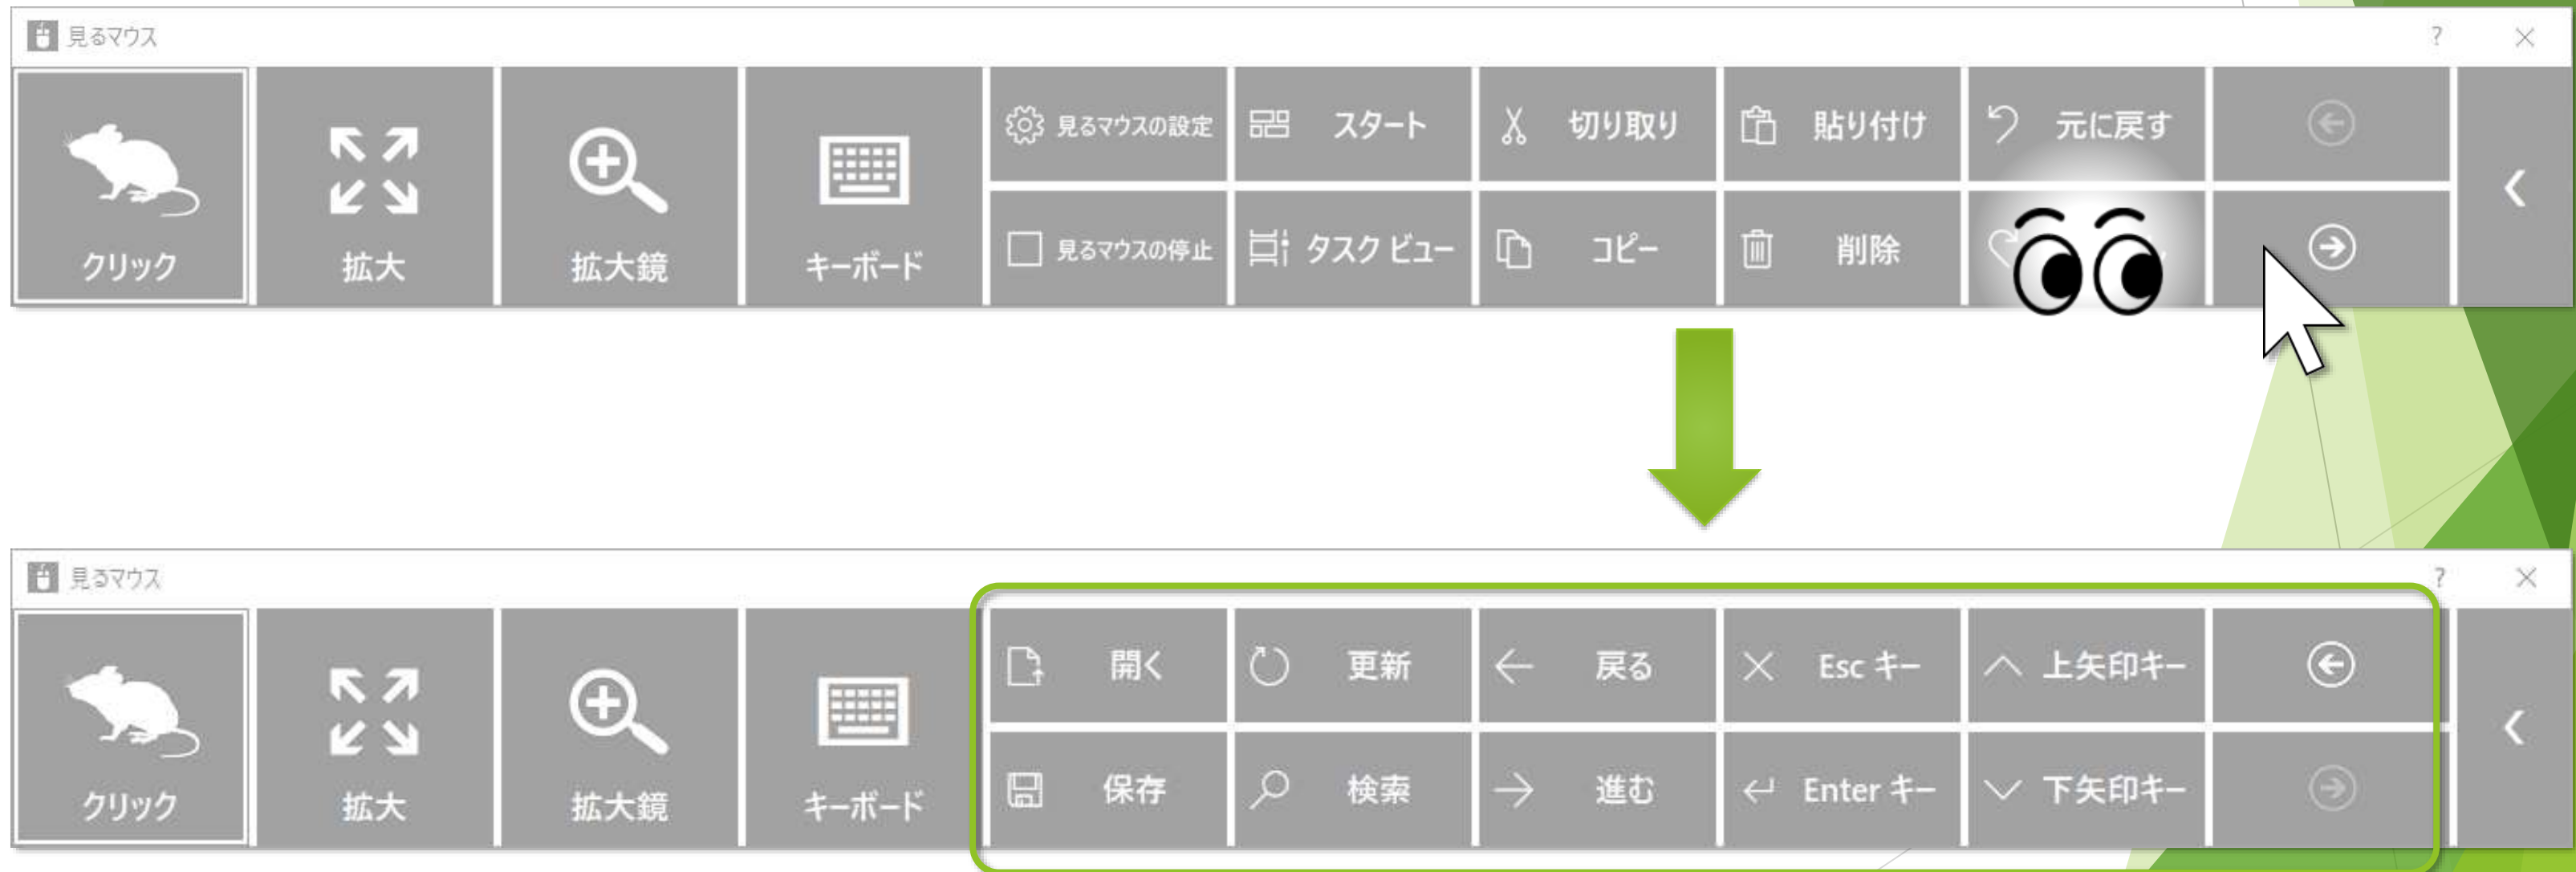 見るマウス ?
クリック
拡大
拡大鏡
キーボード
見るマウスの設定
スタート
切り取り
貼り付け
元に戻す
見るマウスの停止
タスク ビュー
コピー
削除
見るマウス ?
クリック
拡大
拡大鏡
キーボード
開く
更新
戻る
Esc キー
上矢印キー
保存
検索
進む
Enter キー
下矢印キー